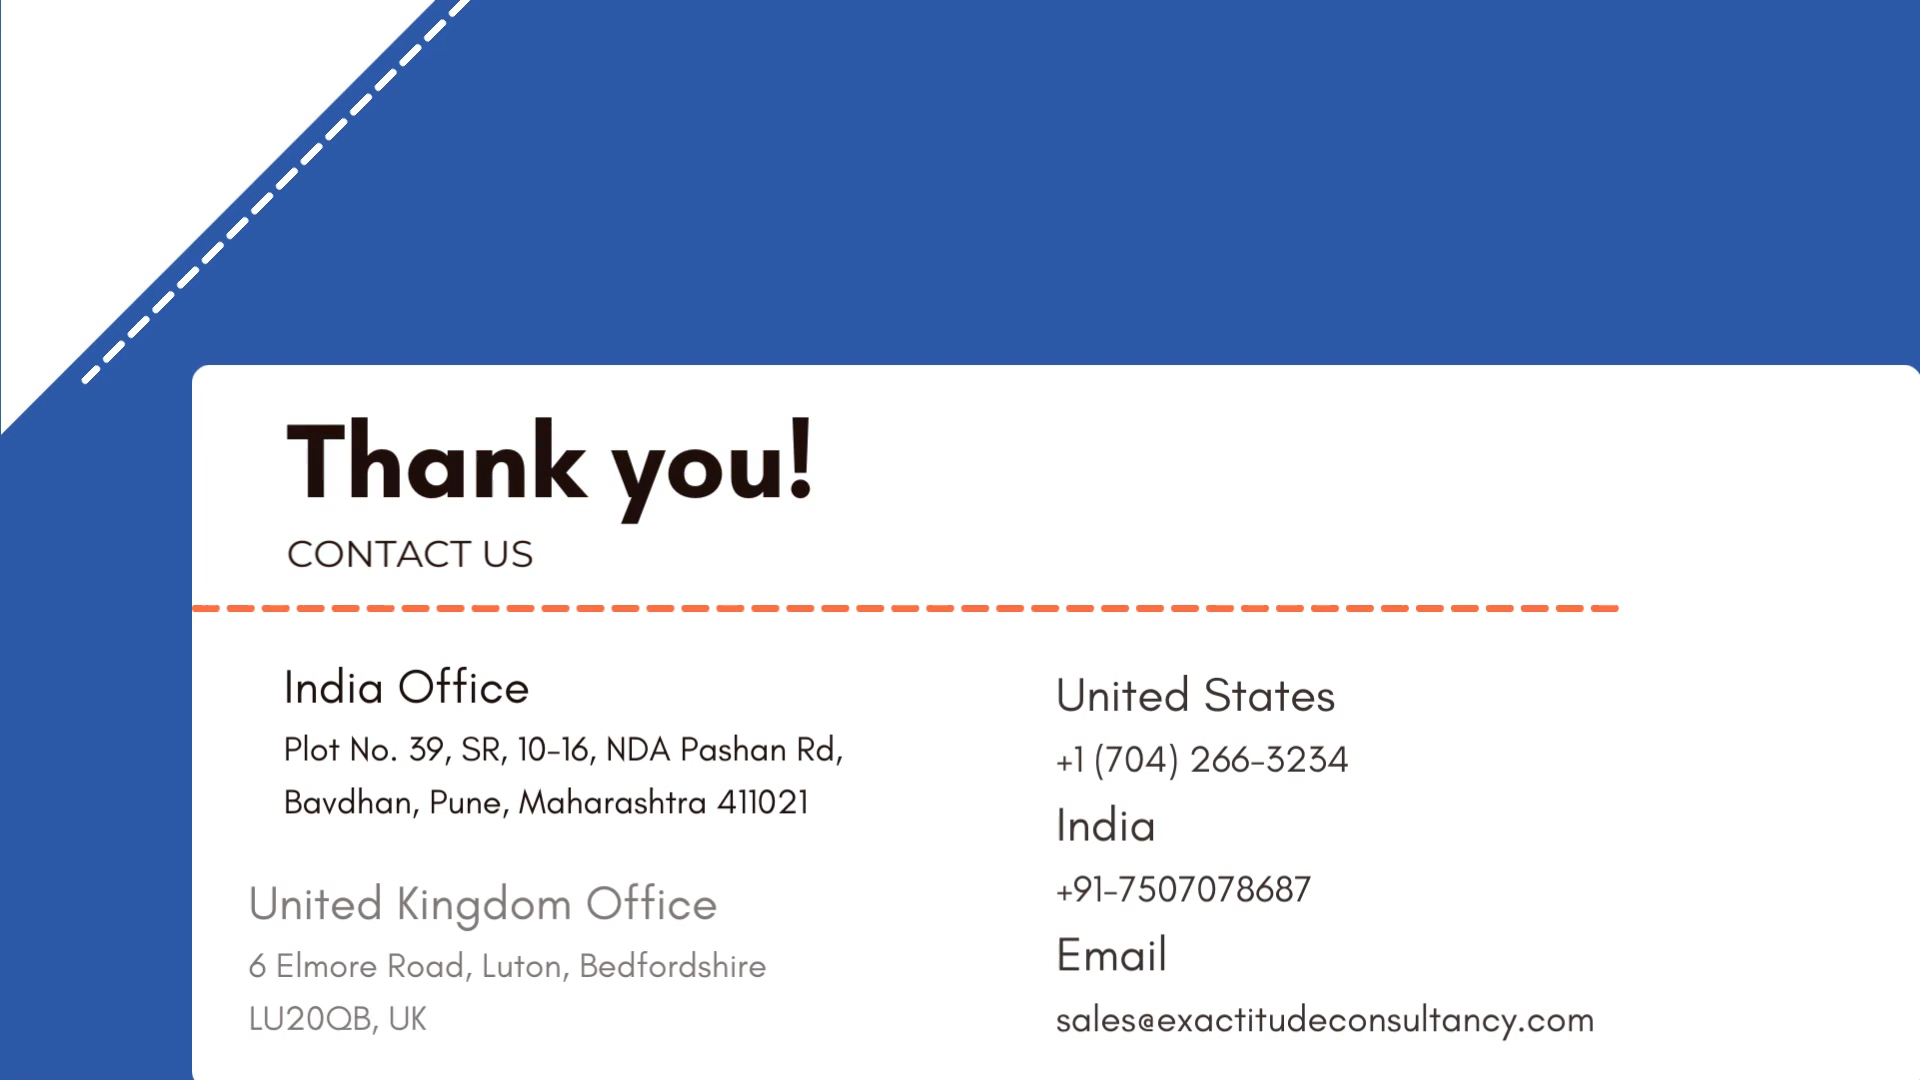 Thank you!
CONTACT US
India Office
Plot No. 39, SR, 10-16, NDA Pashan Rd,
Bavdhan, Pune, Maharashtra 411021
United Kingdom Office
6 Elmore Road, Luton, Bedfordshire
LU20QB, UK
United States
+1 (704) 266-3234
India
+91-7507078687
Email
sales@exactitudeconsultancy.com